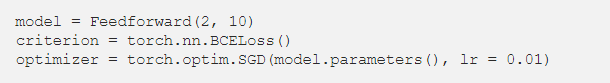 model = Feedforward(2, 10)
criterion = torch.nn.BCELoss()
optimizer = torch.optim.SGD(model.parameters(), lr = 0.01)